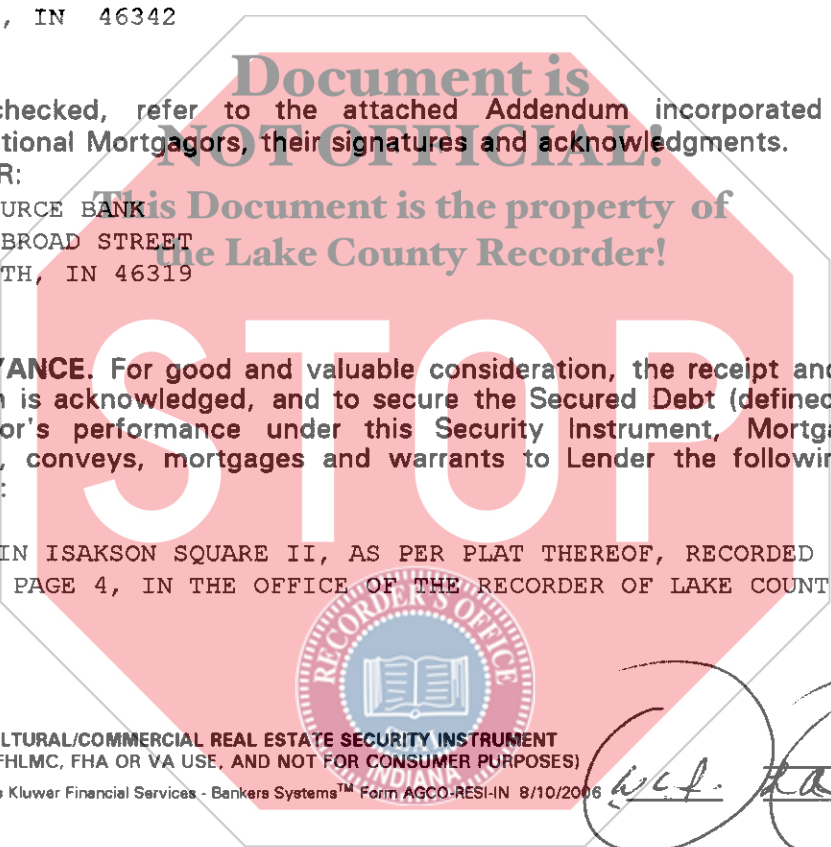 , IN 46342
Document is
checked, refer to the attached Addendum incorporated
NOT OFFICIAL!
tional Mortgagors, their signatures and acknowledgments.
R:
This Document is the property of
URCE BANK
BROAD STREET
the Lake County Recorder!
TH, IN 46319
STOP
YANCE. For good and valuable consideration, the receipt and
n is acknowledged, and to secure the Secured Debt (defined
or's performance under this Security Instrument, Mortga
, conveys, mortgages and warrants to Lender the followin
:
IN ISAKSON SQUARE II, AS PER PLAT THEREOF, RECORDED
PAGE 4, IN THE OFFICE OF THE RECORDER OF LAKE COUNT
RECORDER'S OFFICE
INDIANA
LTURAL/COMMERCIAL REAL ESTATE SECURITY INSTRUMENT
FHLMC, FHA OR VA USE, AND NOT FOR CONSUMER PURPOSES)
s Kluwer Financial Services - Bankers Systems™ Form AGCO-RESI-IN 8/10/2006